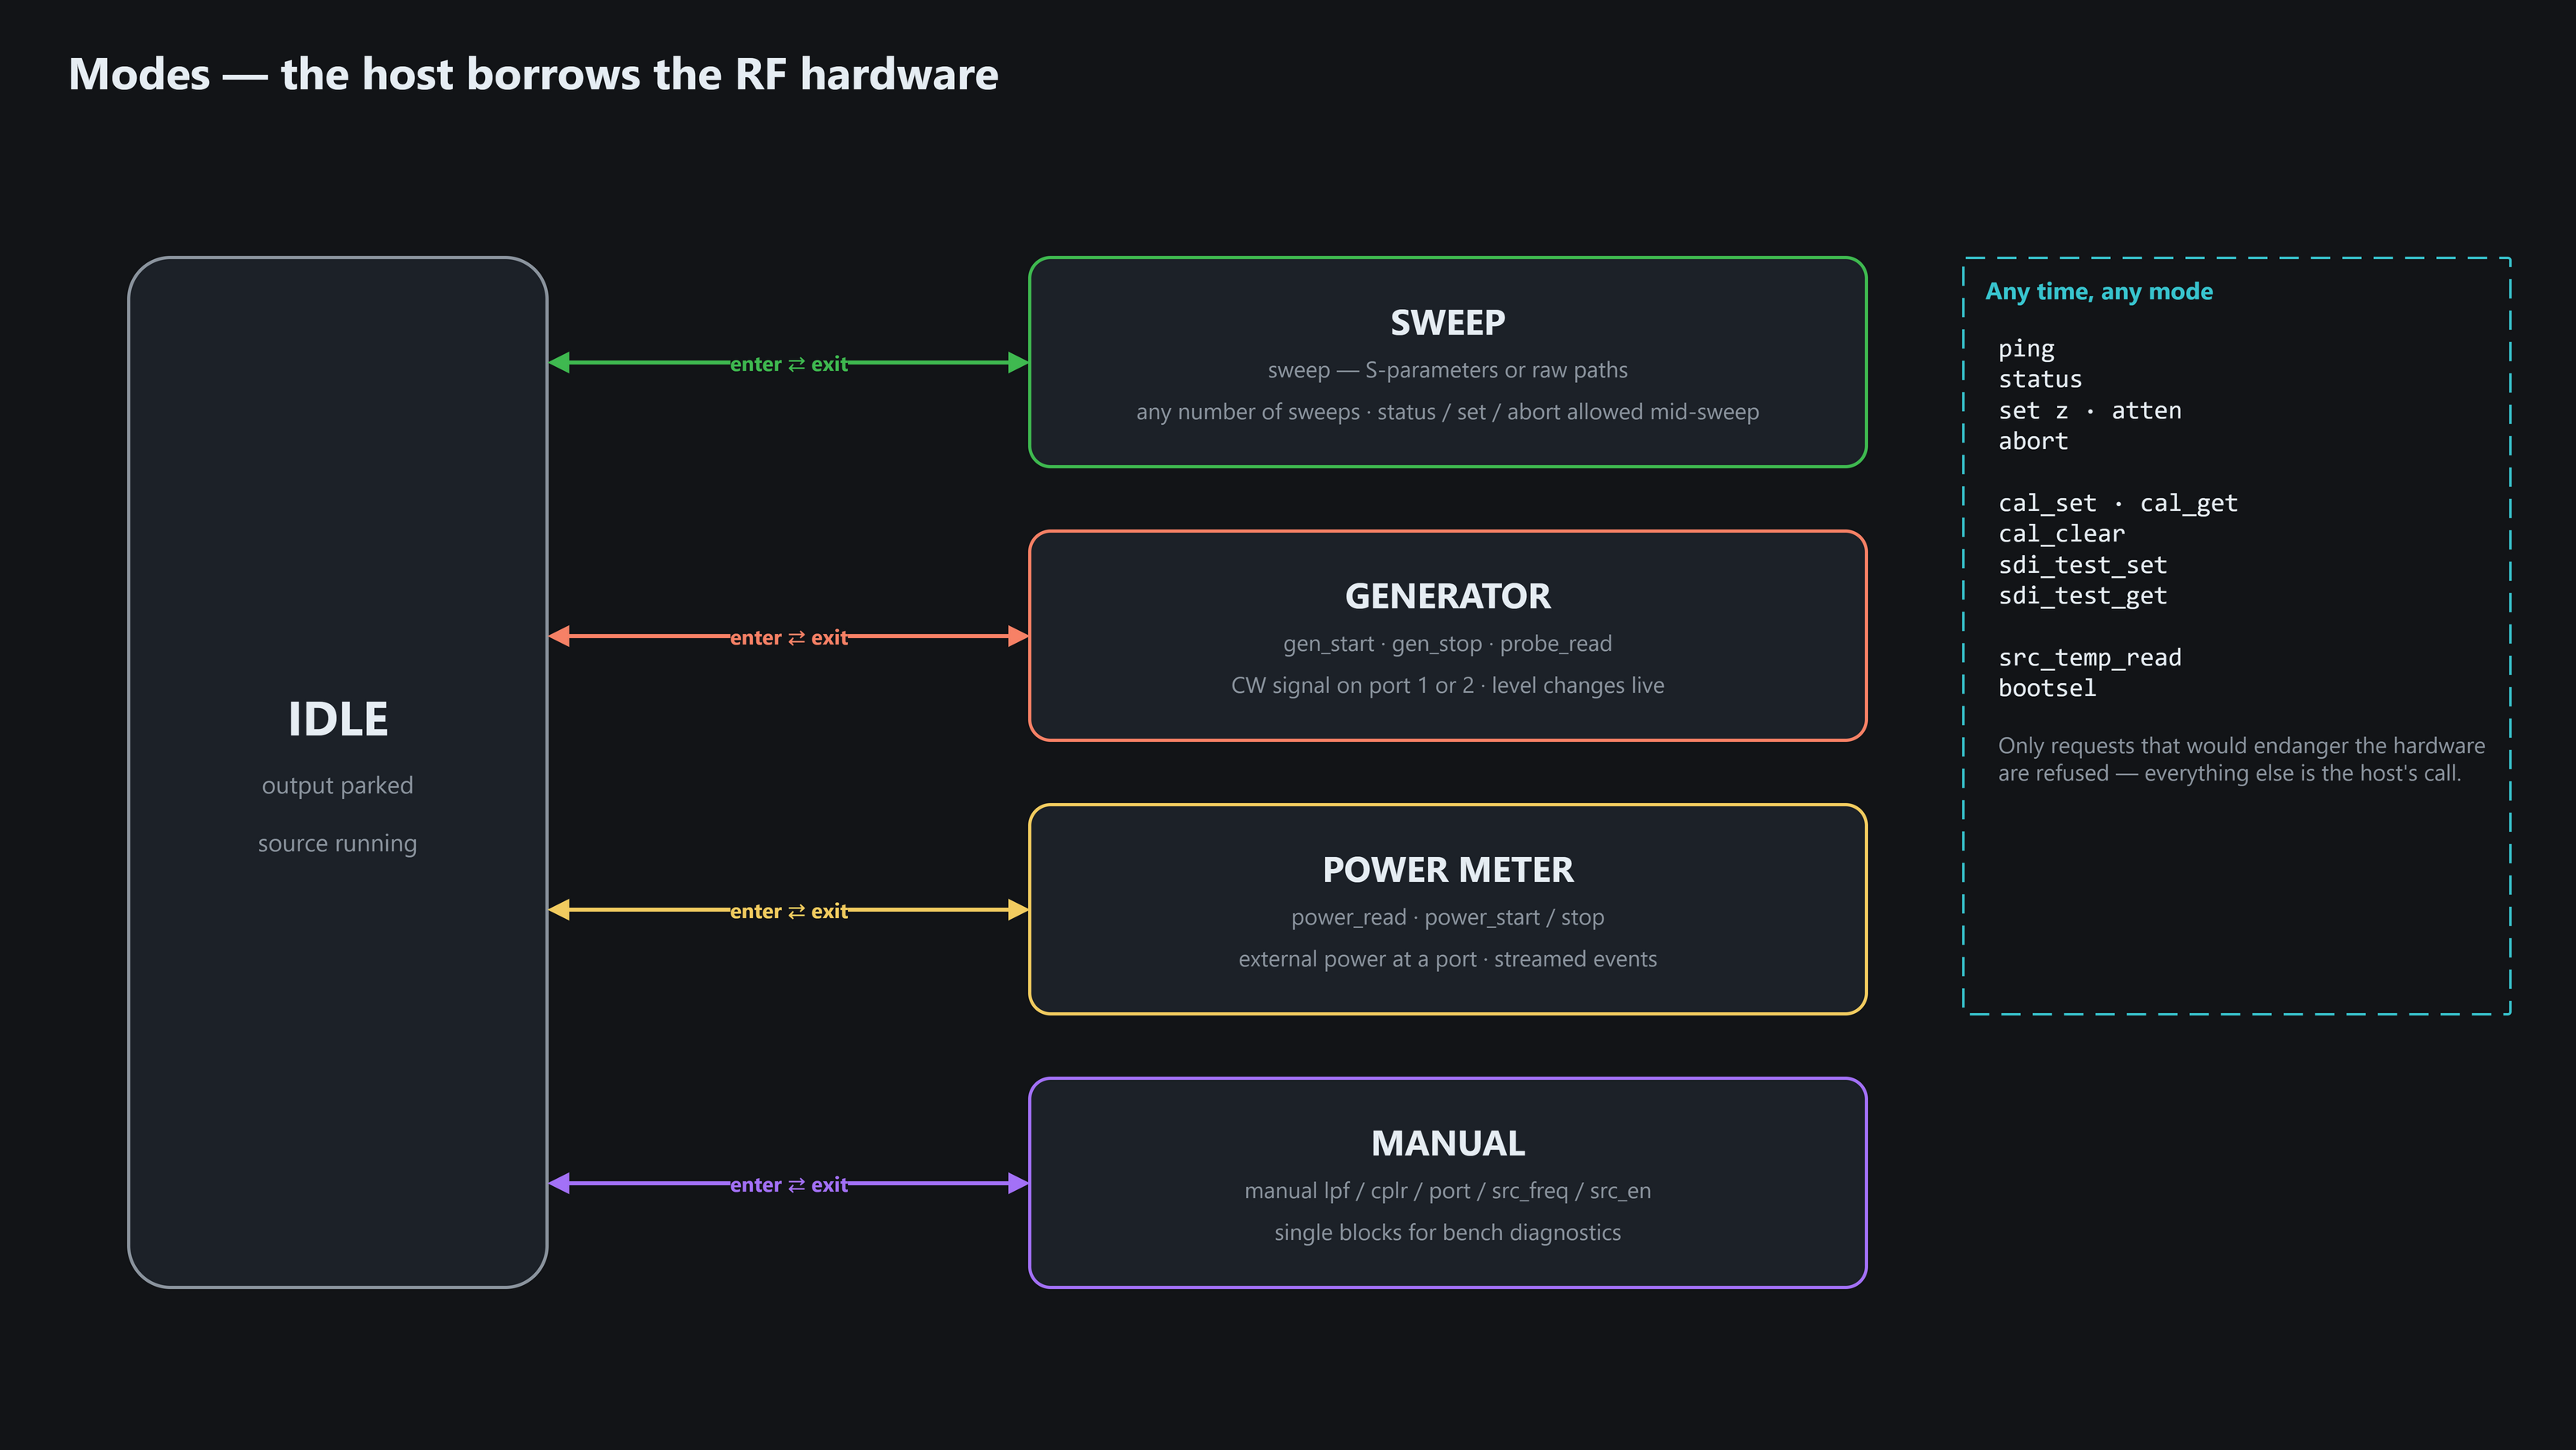 Modes — the host borrows the RF hardware
IDLE
output parked
source running
enter ⇄ exit
SWEEP
sweep — S-parameters or raw paths
any number of sweeps · status / set / abort allowed mid-sweep
enter ⇄ exit
GENERATOR
gen_start · gen_stop · probe_read
CW signal on port 1 or 2 · level changes live
enter ⇄ exit
POWER METER
power_read · power_start / stop
external power at a port · streamed events
enter ⇄ exit
MANUAL
manual lpf / cplr / port / src_freq / src_en
single blocks for bench diagnostics
Any time, any mode
ping
status
set z · atten
abort
cal_set · cal_get
cal_clear
sdi_test_set
sdi_test_get
src_temp_read
bootsel
Only requests that would endanger the hardware
are refused — everything else is the host's call.